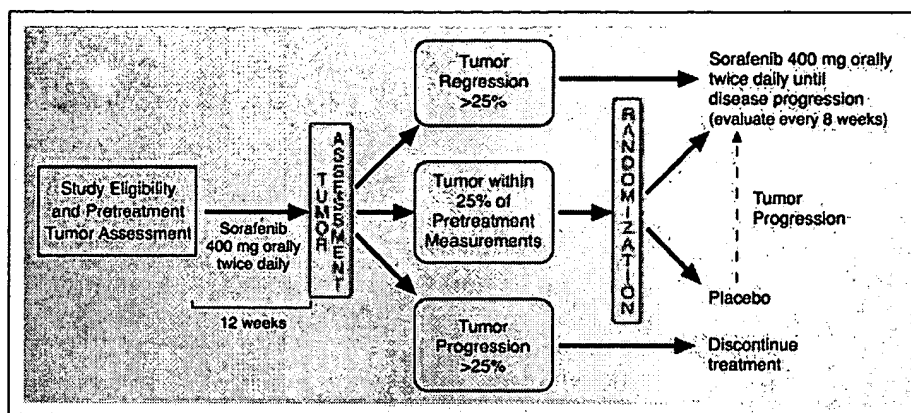 Study Eligibility
and Pretreatment
Tumor Assessment
Sorafenib
400 mg orally
twice daily
12 weeks
TUMOR
ASSESSMENT
Tumor
Regression
>25%
Tumor within
25% of
Pretreatment
Measurements
Tumor
Progression
>25%
RANDOMIZATION
Sorafenib 400 mg orally
twice daily until
disease progression
(evaluate every 8 weeks)
Tumor
Progression
Placebo
Discontinue
treatment